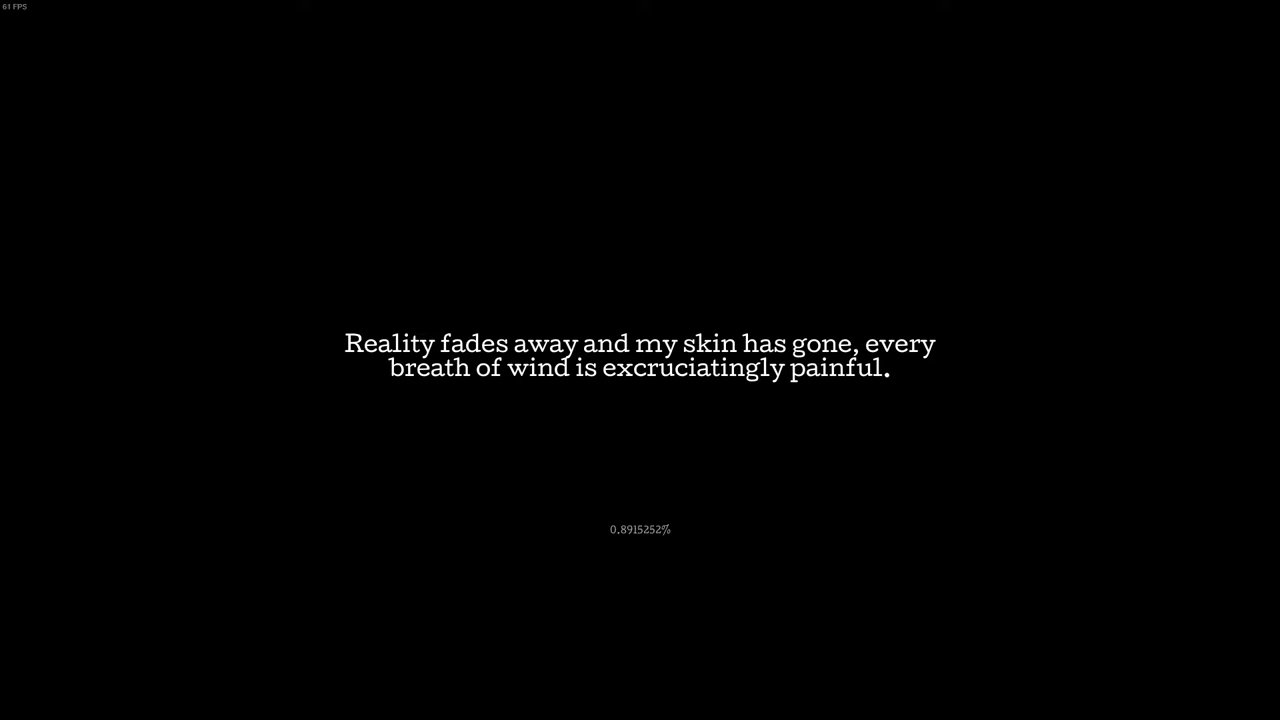 61 FPS
Reality fades away and my skin has gone, every
breath of wind is excruciatingly painful.
0.8915252%